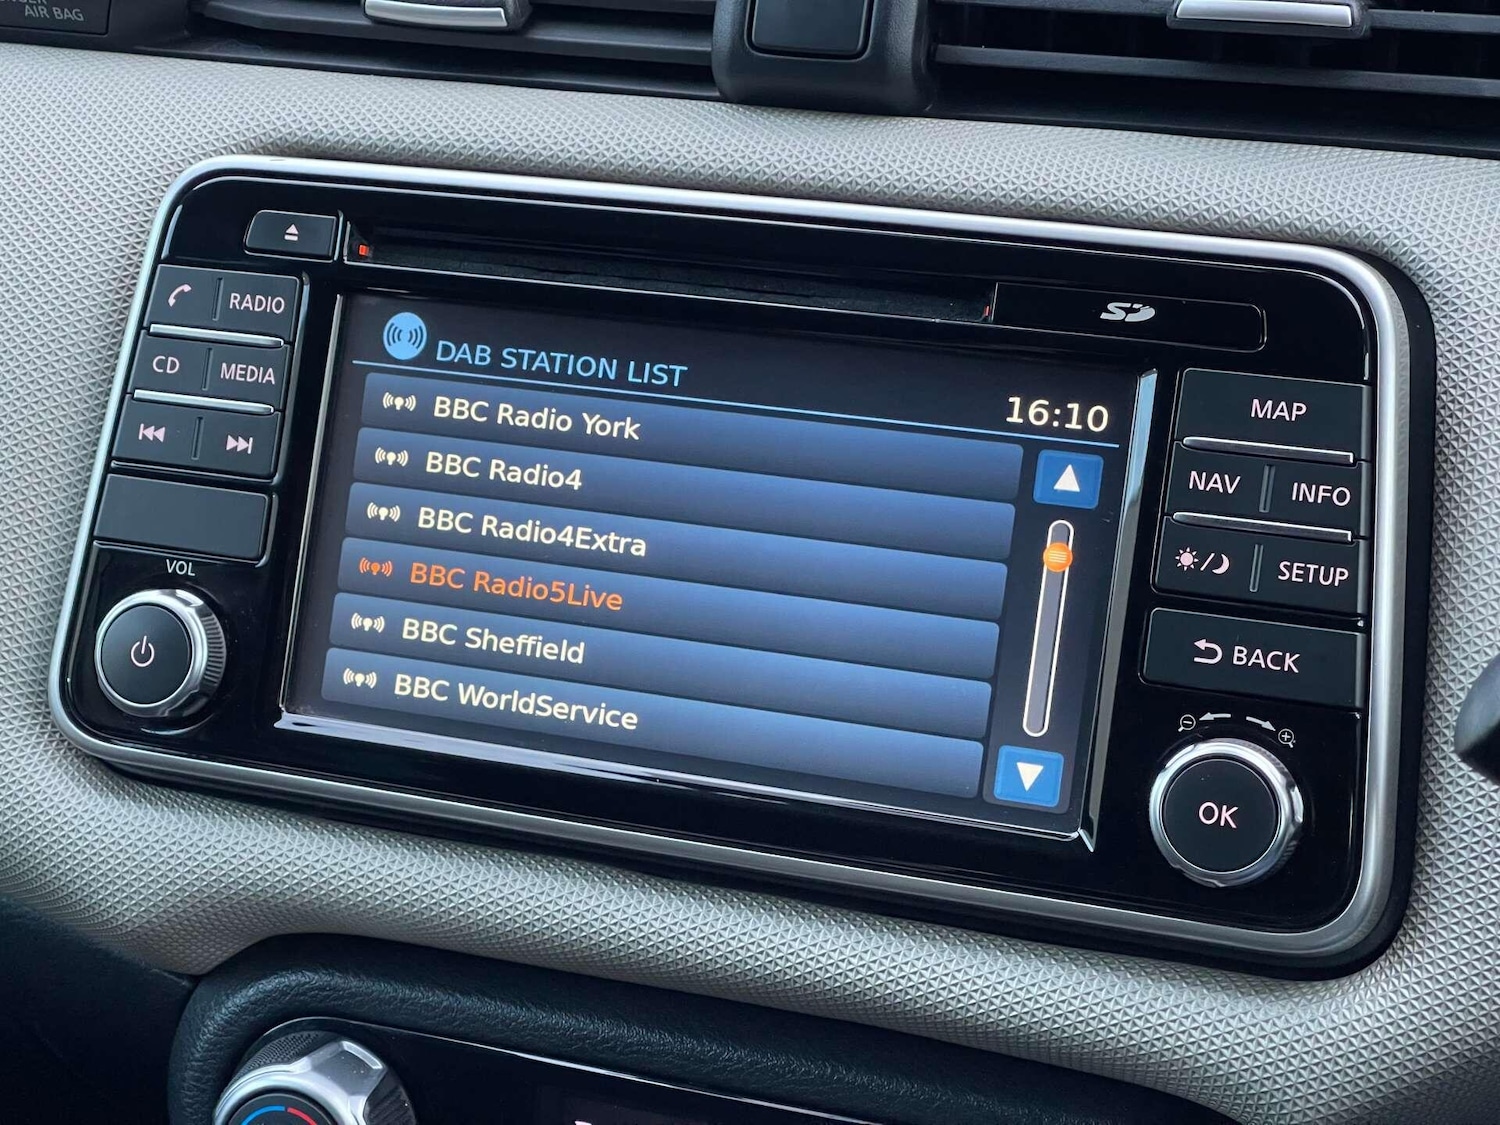 AIR BAG
SD
RADIO
CD
MEDIA
VOL
DAB STATION LIST
16:10
BBC Radio York
BBC Radio4
BBC Radio4Extra
BBC Radio5Live
BBC Sheffield
BBC WorldService
MAP
NAV
INFO
SETUP
BACK
OK